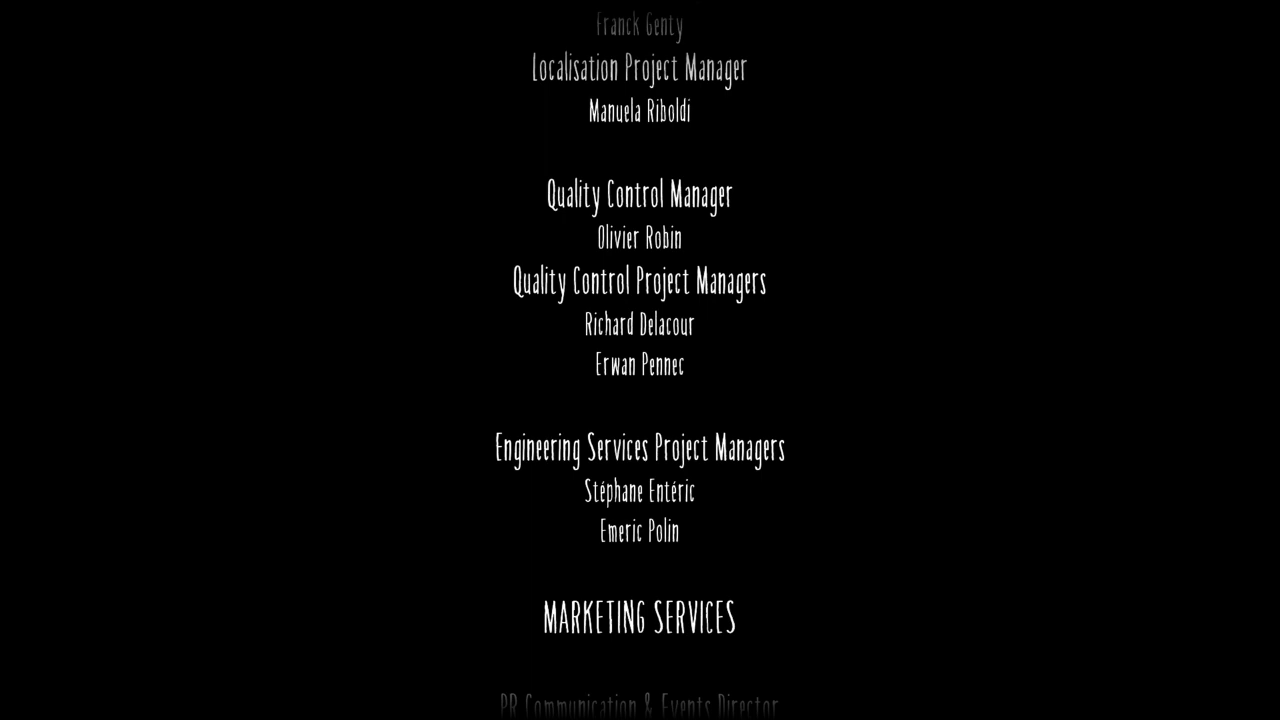 Franck Genty
Localisation Project Manager
Manuela Riboldi
Quality Control Manager
Olivier Robin
Quality Control Project Managers
Richard Delacour
Erwan Pennec
Engineering Services Project Managers
Stéphane Entéric
Emeric Polin
MARKETING SERVICES
PR Communication & Events Director